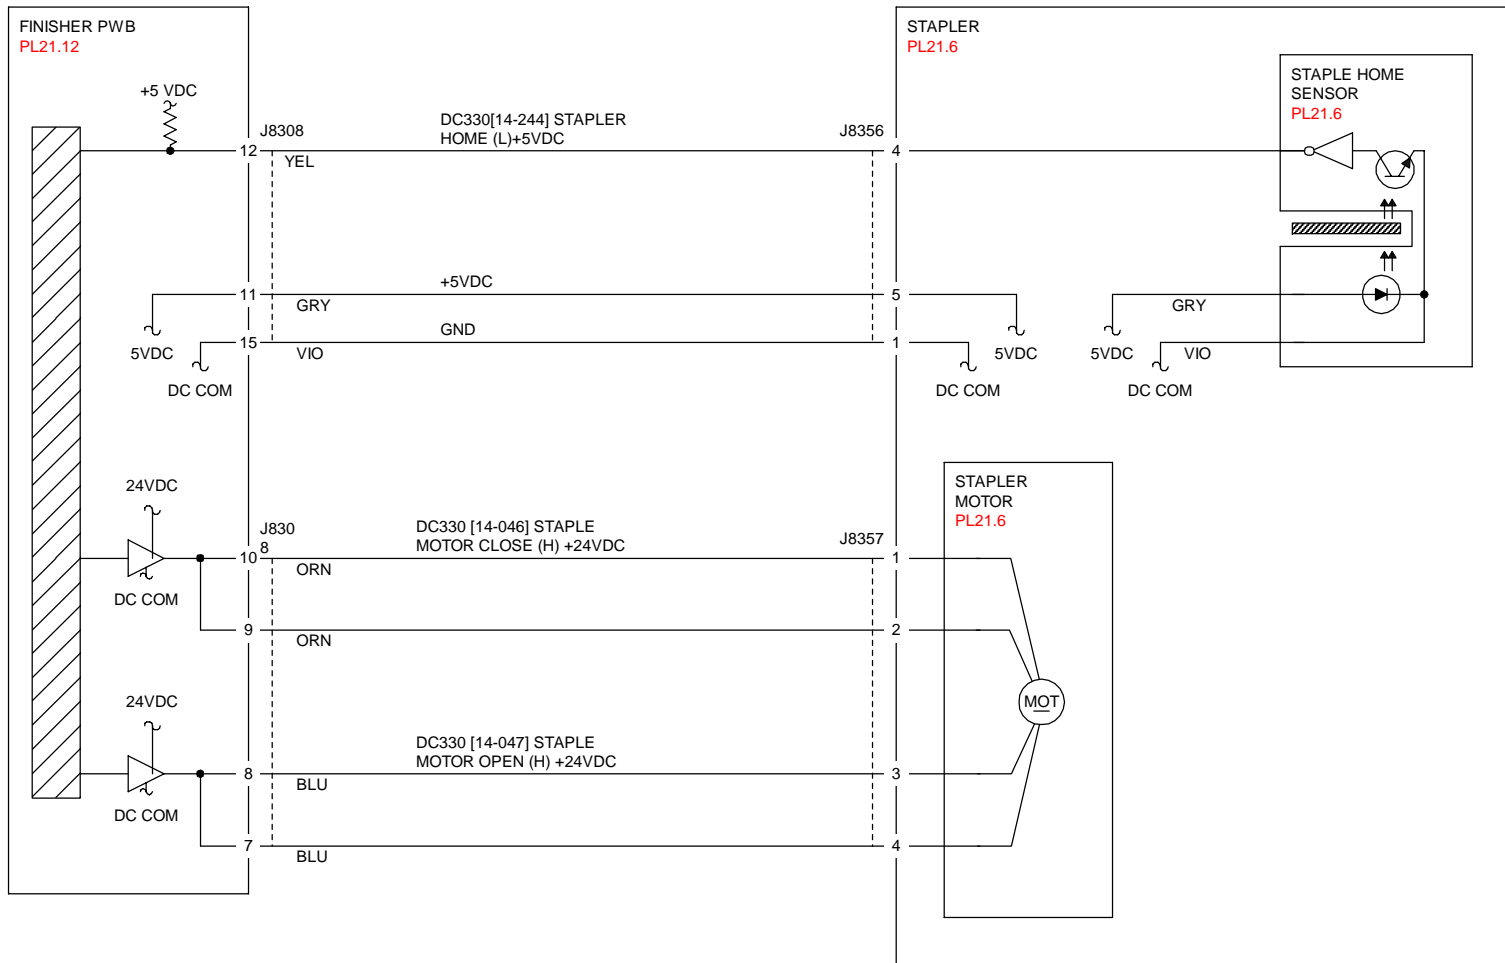 FINISHER PWB
PL21.12
STAPLER
PL21.6
STAPLE HOME
SENSOR
PL21.6
+5 VDC
J8308
DC330[14-244] STAPLER
HOME (L)+5VDC
J8356
12
YEL
4
11
GRY
+5VDC
5
GRY
5VDC
15
VIO
GND
1
5VDC
5VDC
VIO
DC COM
DC COM
DC COM
24VDC
J830
8
DC330 [14-046] STAPLE
MOTOR CLOSE (H) +24VDC
J8357
STAPLER
MOTOR
PL21.6
10
ORN
1
DC COM
9
ORN
2
24VDC
MOT
DC330 [14-047] STAPLE
MOTOR OPEN (H) +24VDC
8
BLU
3
DC COM
7
BLU
4